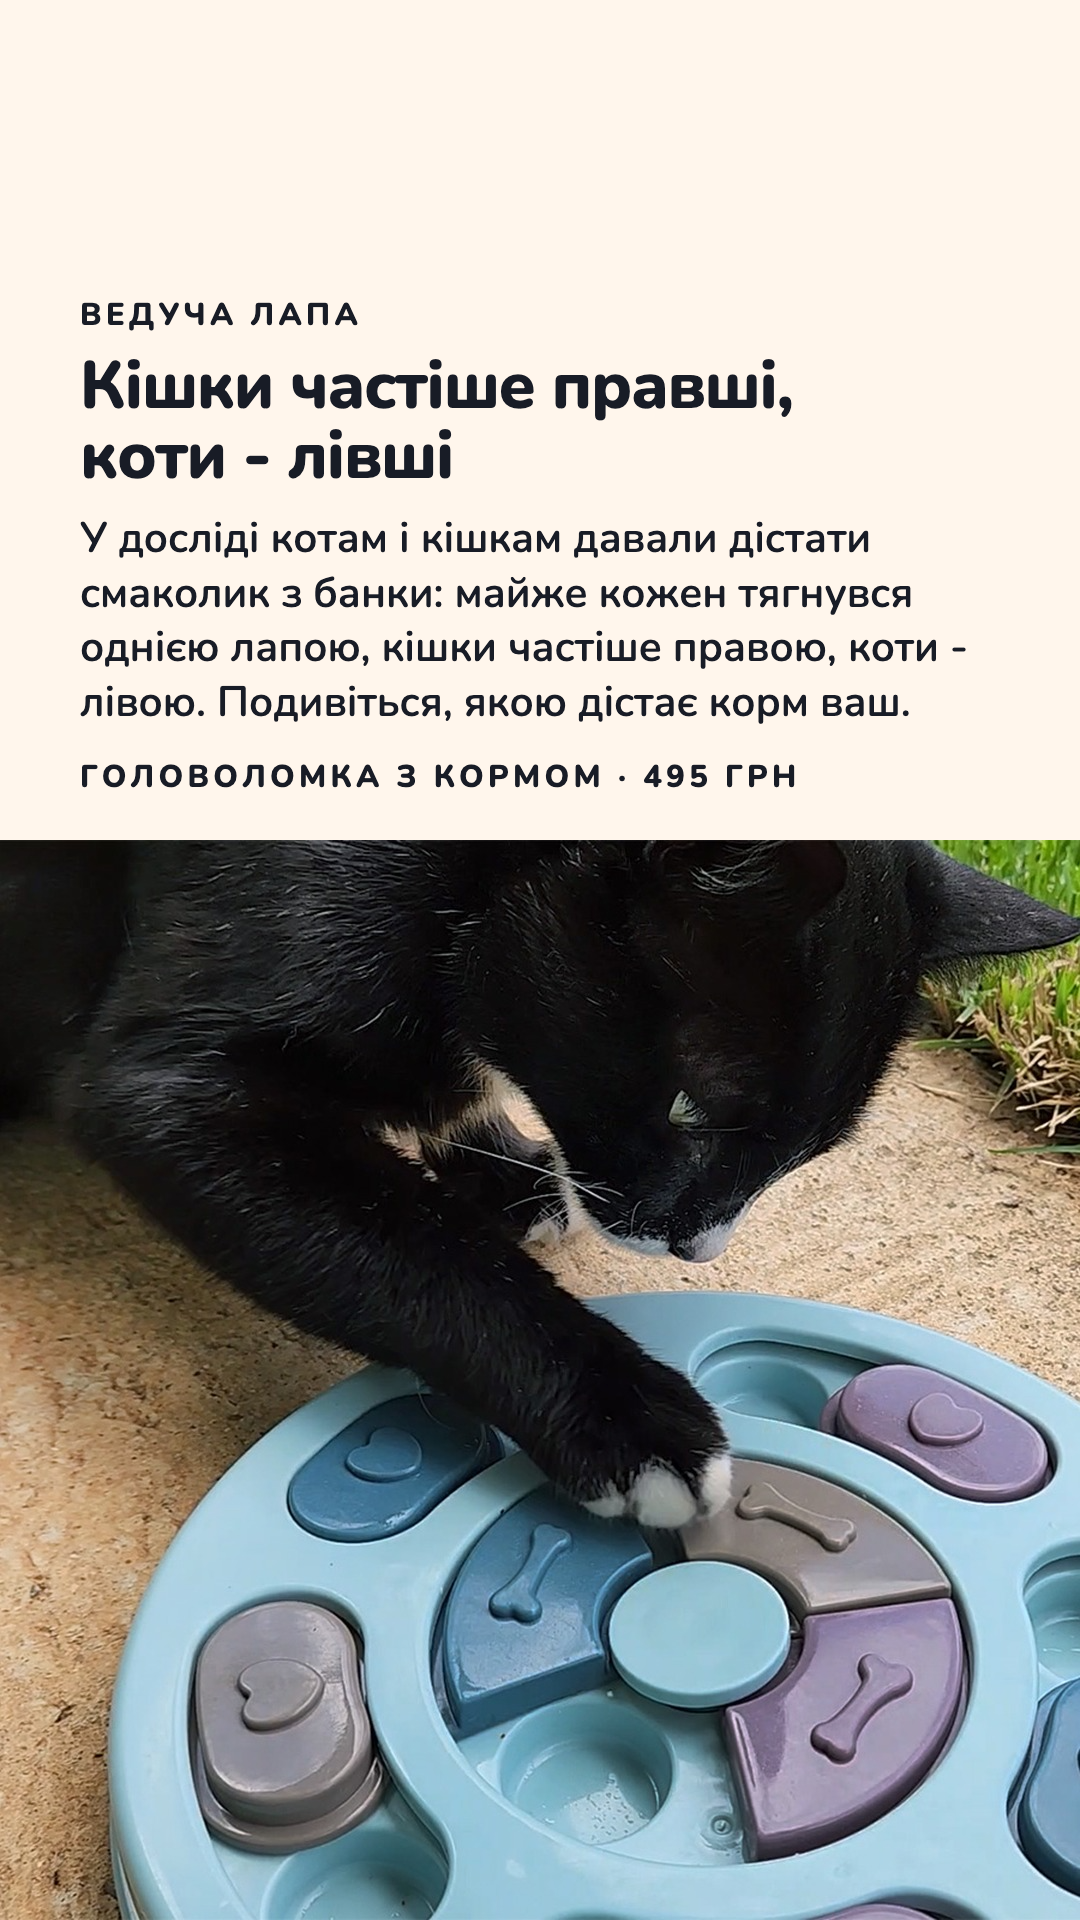 ВЕДУЧА ЛАПА
Кішки частіше правші,
коти - лівші
У досліді котам і кішкам давали дістати
смаколик з банки: майже кожен тягнувся
однією лапою, кішки частіше правою, коти -
лівою. Подивіться, якою дістає корм ваш.
ГОЛОВОЛОМКА З КОРМОМ · 495 ГРН